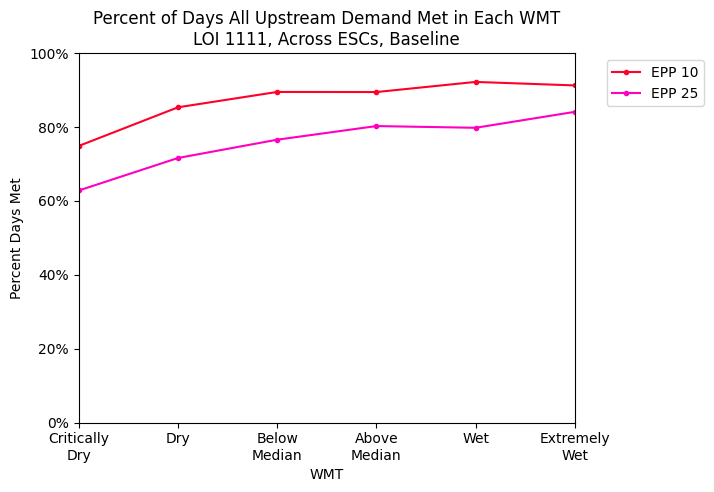 Percent of Days All Upstream Demand Met in Each WMT
LOI 1111, Across ESCs, Baseline
EPP 10
EPP 25
Percent Days Met
100%
80%
60%
40%
20%
0%
Critically
Dry
Dry
Below
Median
Above
Median
Wet
Extremely
Wet
WMT